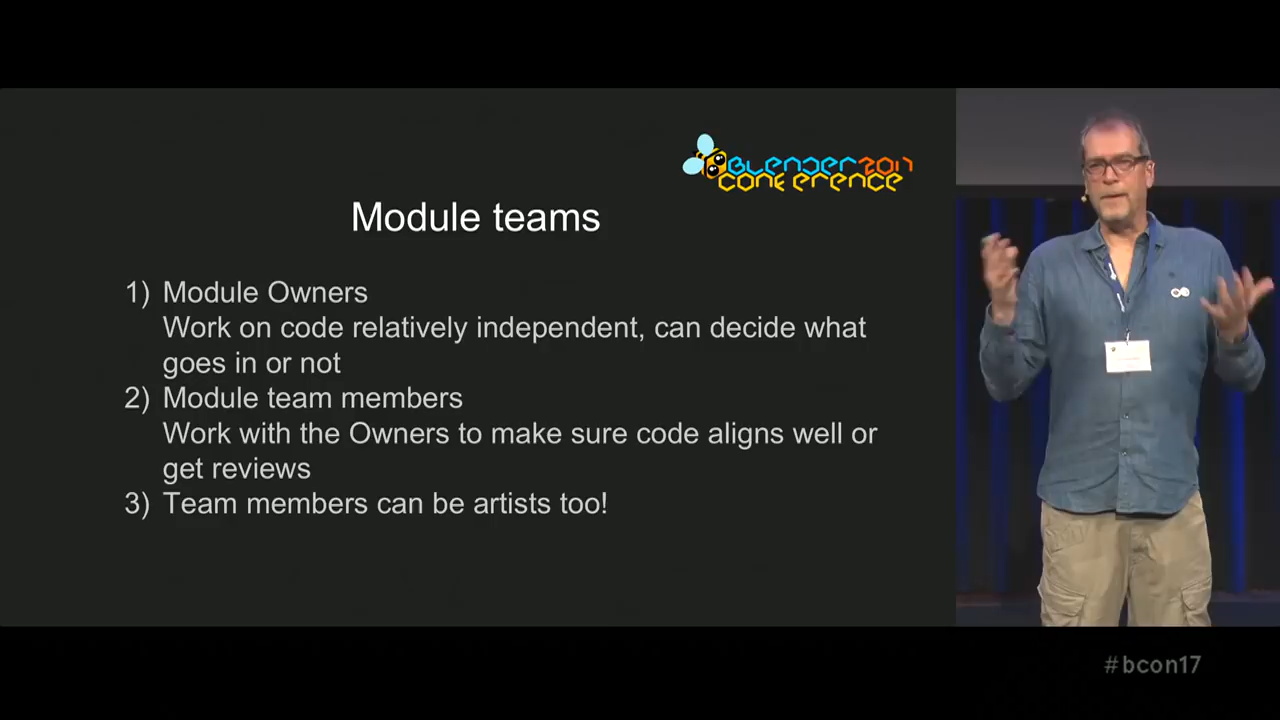 BLENDER 2017
CONFERENCE
Module teams
1) Module Owners
Work on code relatively independent, can decide what
goes in or not
2) Module team members
Work with the Owners to make sure code aligns well or
get reviews
3) Team members can be artists too!
#bcon17